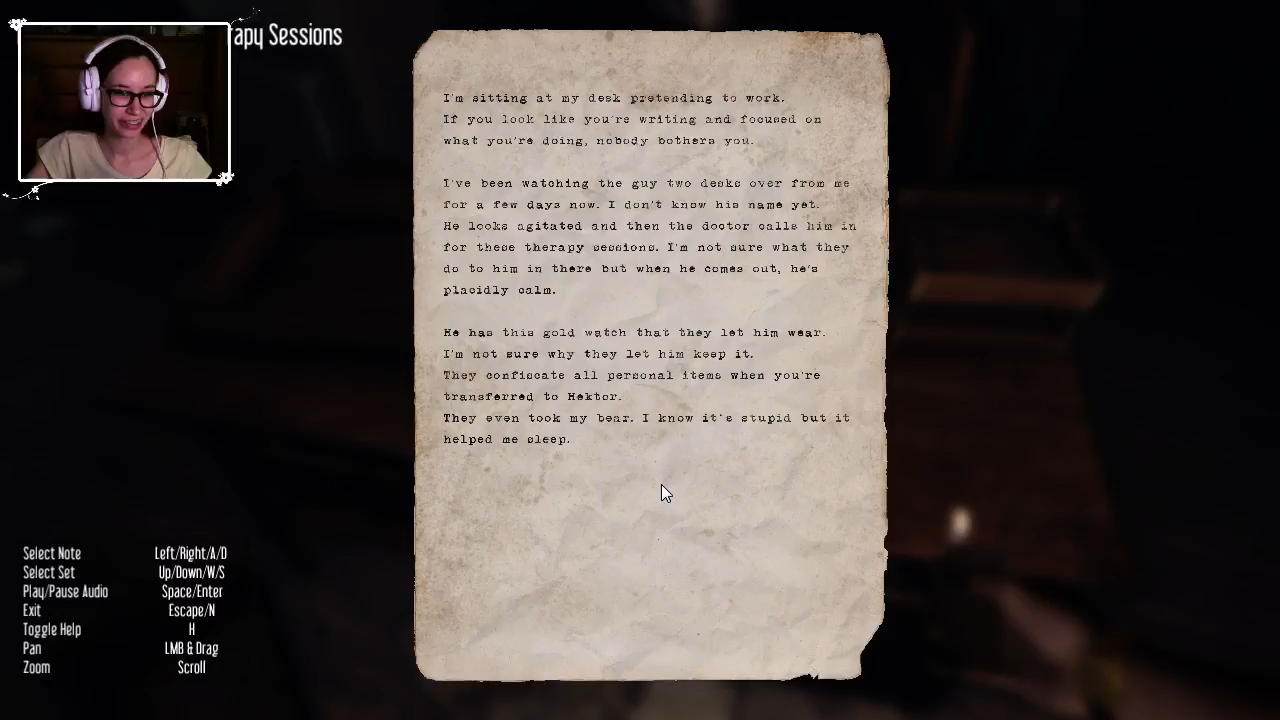 rapy Sessions
I'm sitting at my desk pretending to work.
If you look like you're writing and focused on
what you're doing, nobody bothers you.
I've been watching the guy two desks over from me
for a few days now. I don't know his name yet.
He looks agitated and then the doctor calls him in
for these therapy sessions. I'm not sure what they
do to him in there but when he comes out, he's
placidly calm.
He has this gold watch that they let him wear.
I'm not sure why they let him keep it.
They confiscate all personal items when you're
transferred to Hektor.
They even took my bear. I know it's stupid but it
helped me sleep.
Select Note Left/Right/A/D
Select Set Up/Down/W/S
Play/Pause Audio Space/Enter
Exit Escape/N
Toggle Help H
Pan LMB & Drag
Zoom Scroll